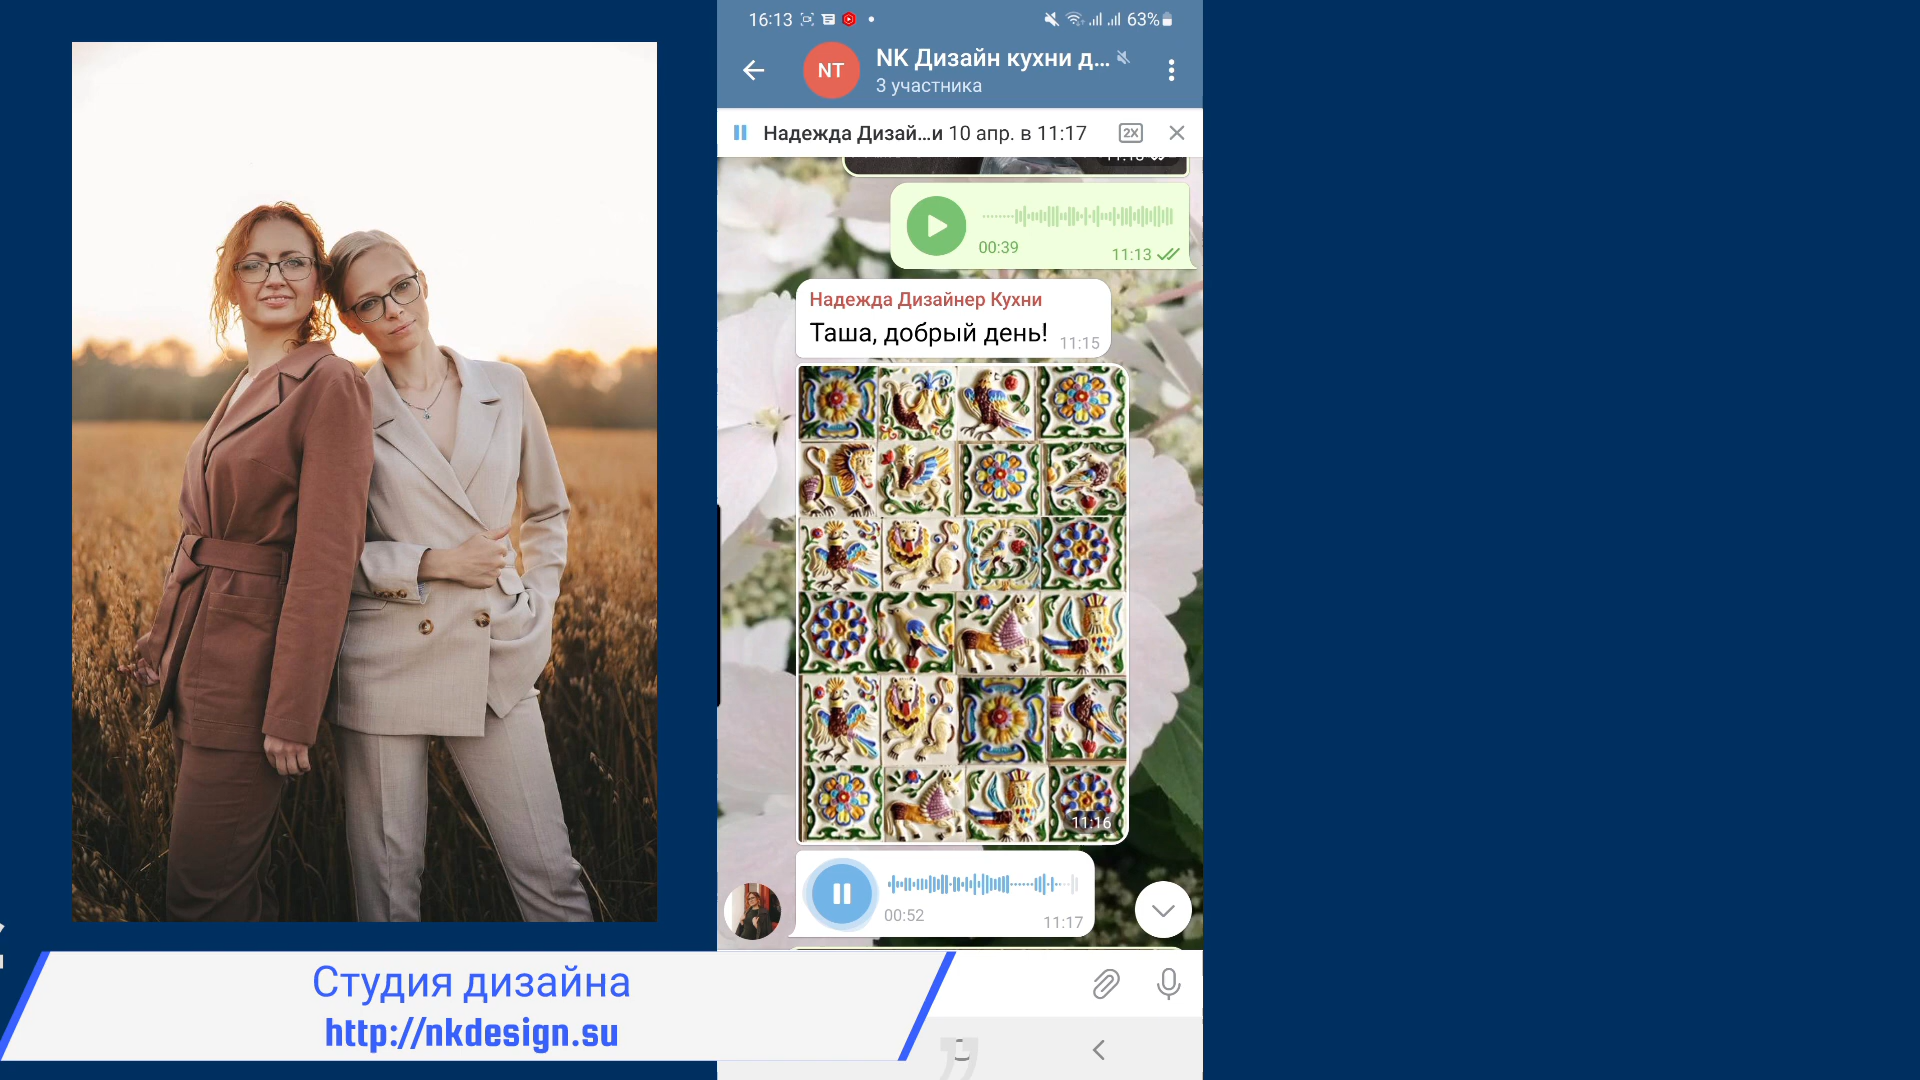 16:13
63%
NT
NK Дизайн кухни д...
3 участника
Надежда Дизай...и 10 апр. в 11:17
2X
00:39
11:13
Надежда Дизайнер Кухни
Таша, добрый день!
11:15
11:16
00:52
11:17
Студия дизайна
http://nkdesign.su